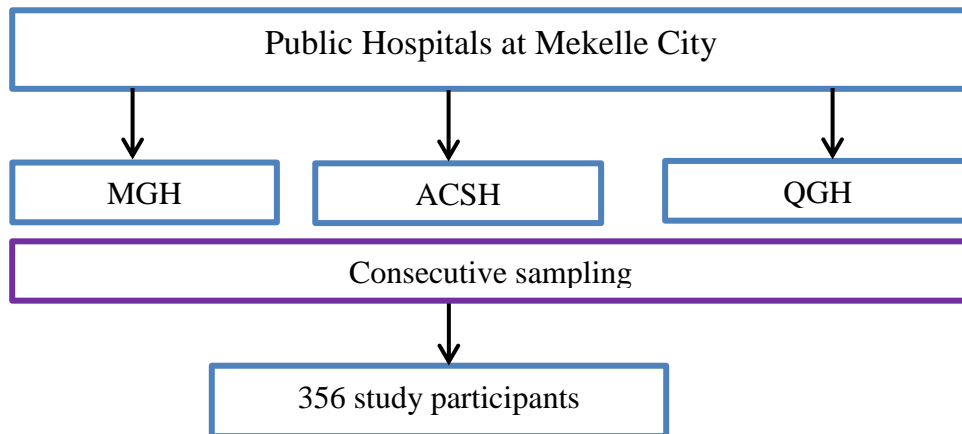 Public Hospitals at Mekelle City
MGH ACSH QGH
Consecutive sampling
356 study participants